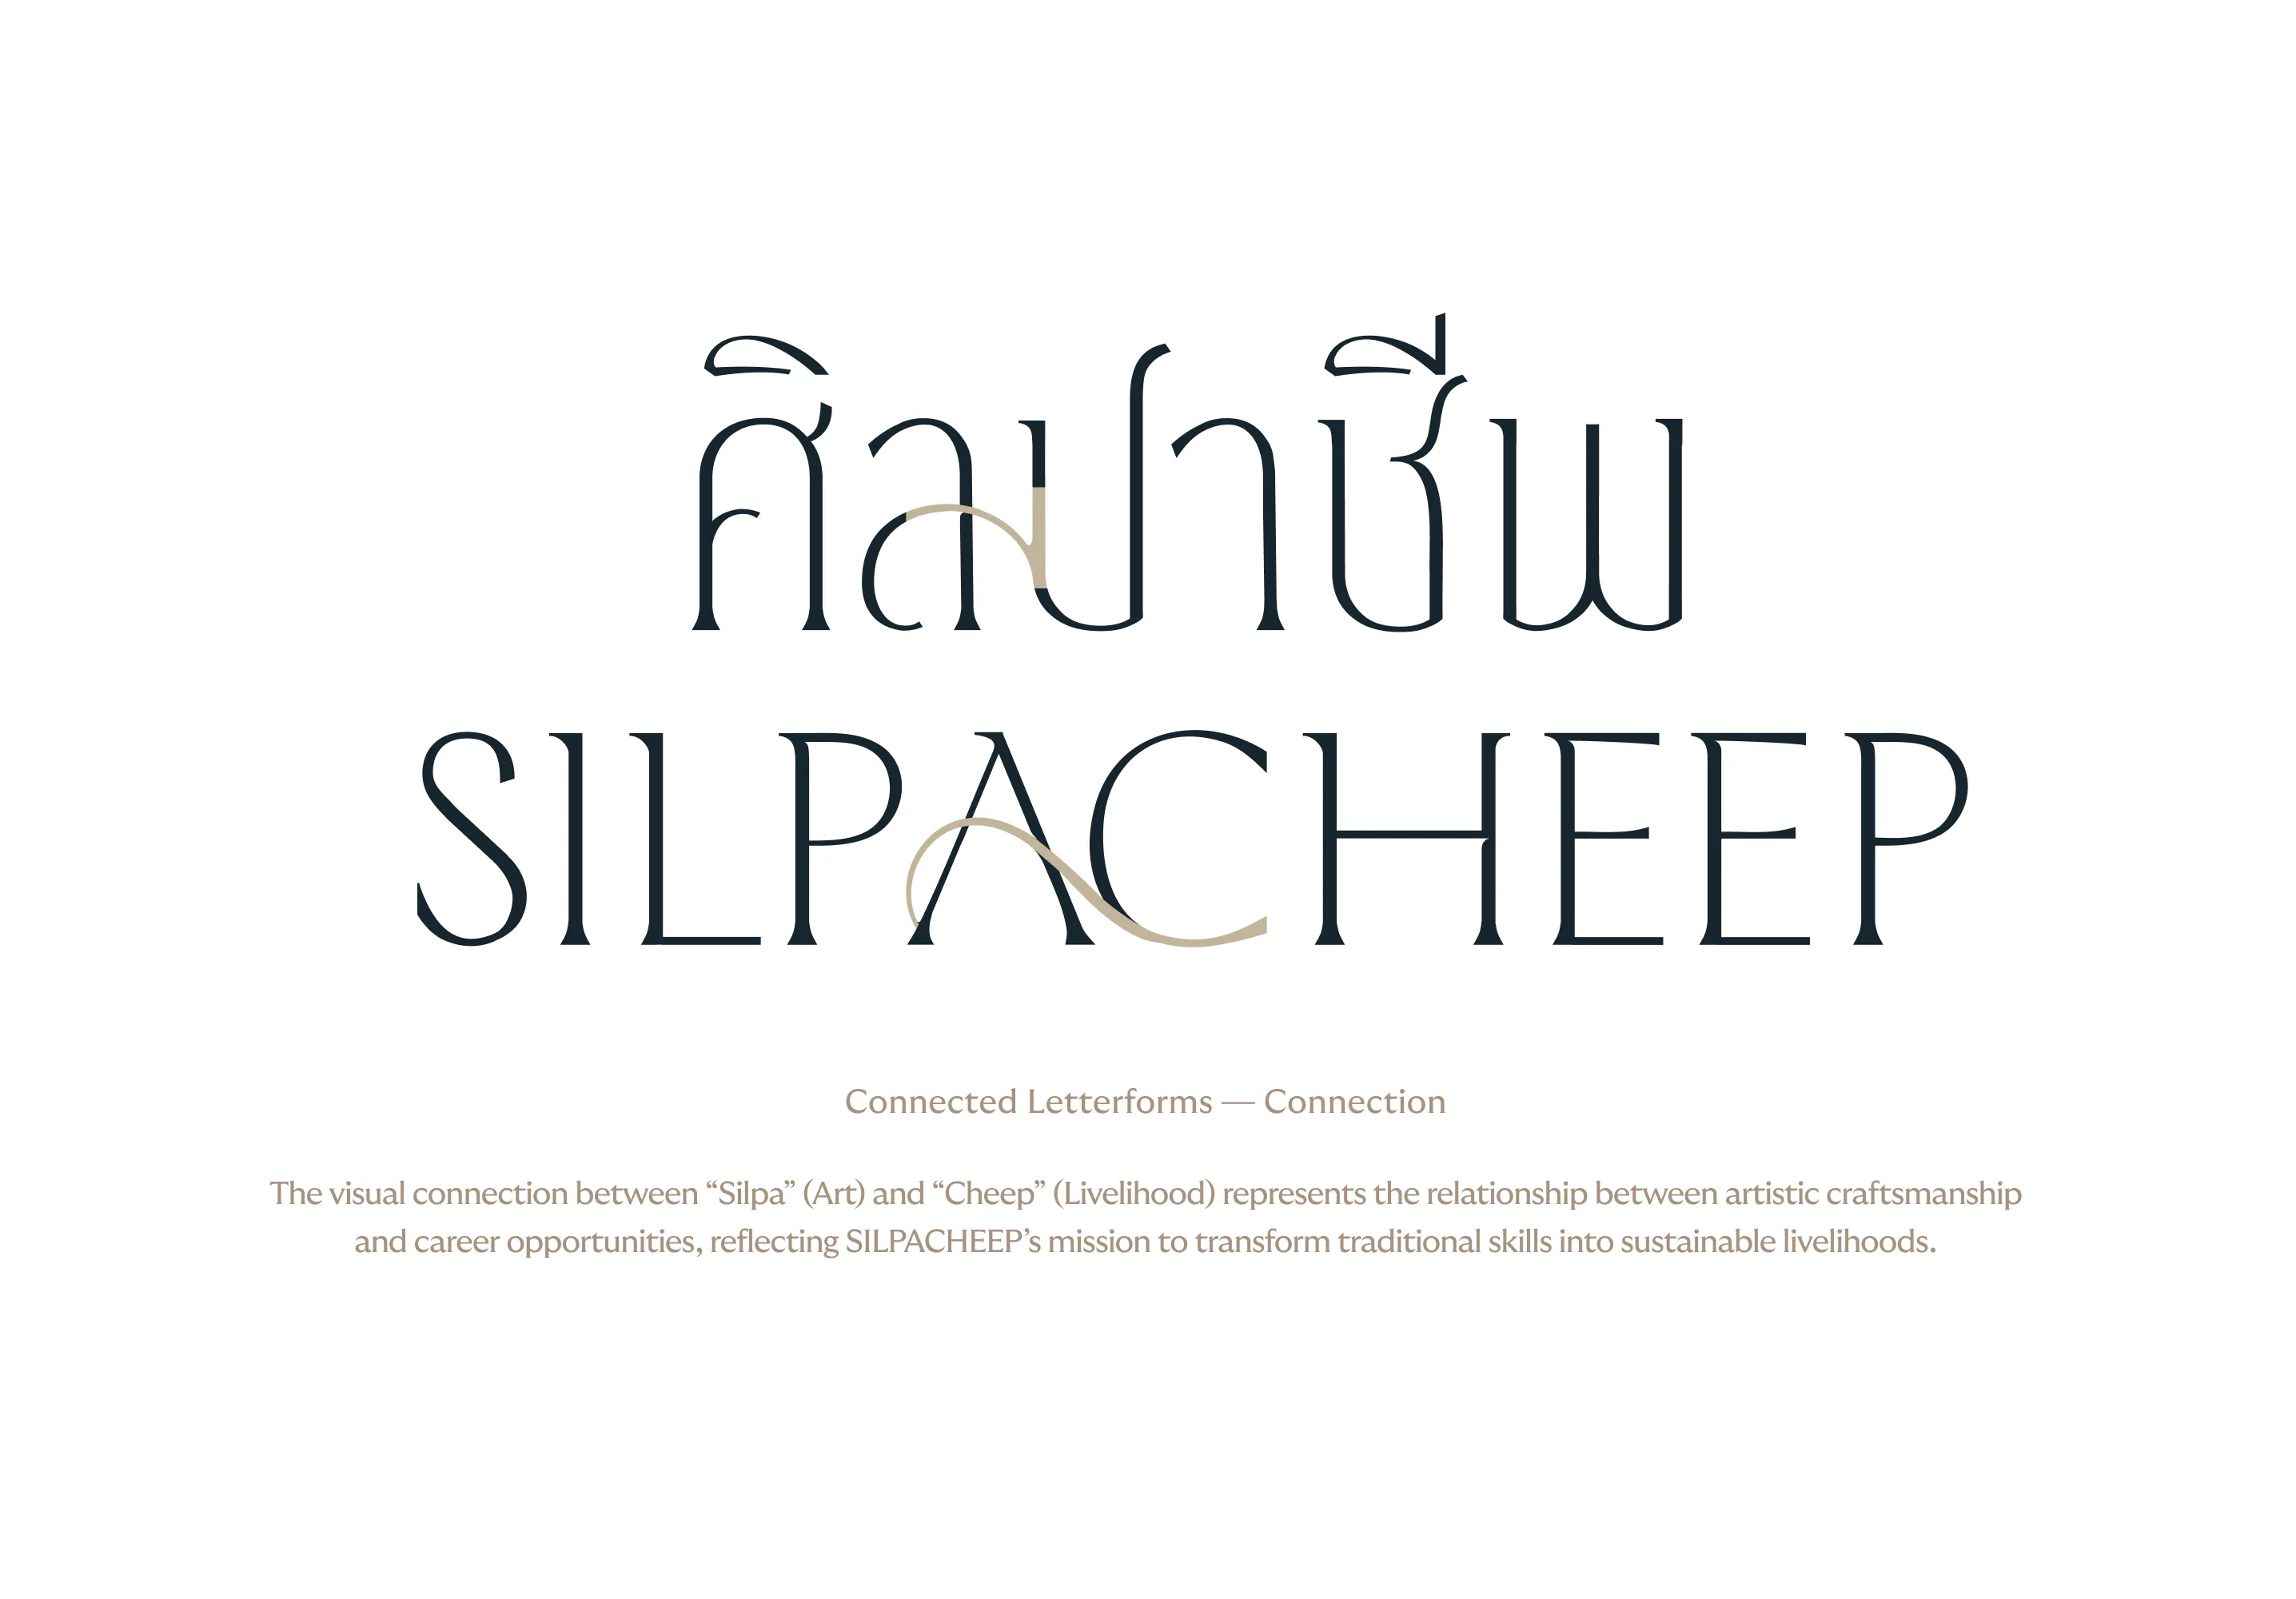 ศิลปาชีพ
SILPACHEEP
Connected Letterforms — Connection
The visual connection between “Silpa” (Art) and “Cheep” (Livelihood) represents the relationship between artistic craftsmanship
and career opportunities, reflecting SILPACHEEP’s mission to transform traditional skills into sustainable livelihoods.